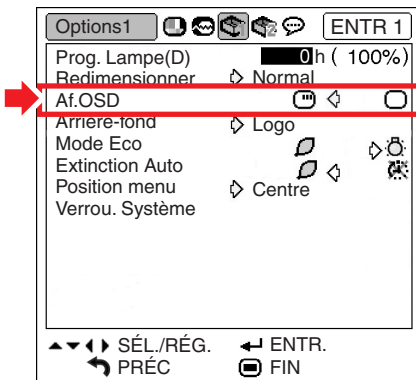 Options1 ENTR 1
Prog. Lampe(D) 0 h ( 100%)
Redimensionner Normal
Af.OSD
Arrière-fond Logo
Mode Eco
Extinction Auto
Position menu Centre
Verrou. Système
SÉL./RÉG. ENTR.
PRÉC FIN